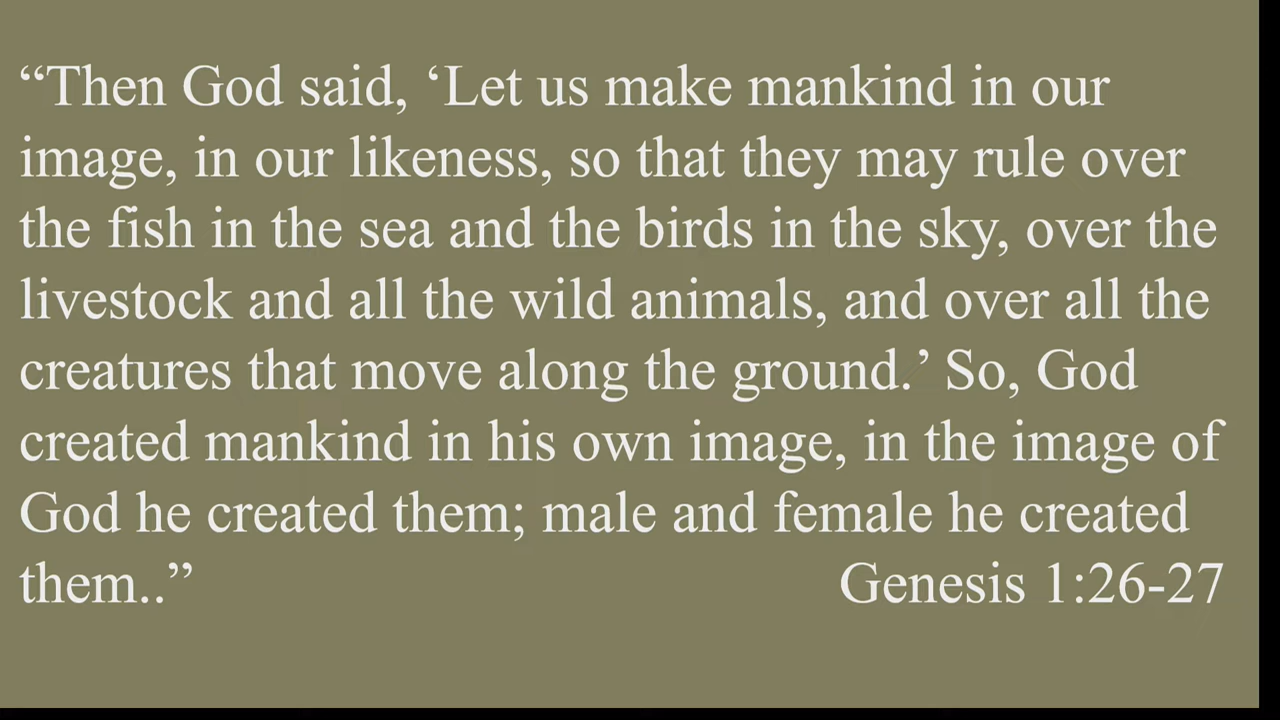 “Then God said, ‘Let us make mankind in our
image, in our likeness, so that they may rule over
the fish in the sea and the birds in the sky, over the
livestock and all the wild animals, and over all the
creatures that move along the ground.’ So, God
created mankind in his own image, in the image of
God he created them; male and female he created
them..” Genesis 1:26-27